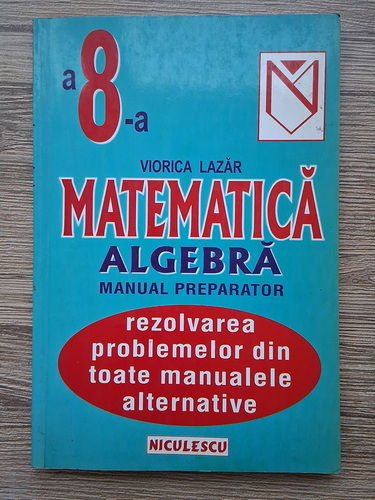 a 8-a
VIORICA LAZĂR
MATEMATICĂ
ALGEBRĂ
MANUAL PREPARATOR
rezolvarea
problemelor din
toate manualele
alternative
NICULESCU